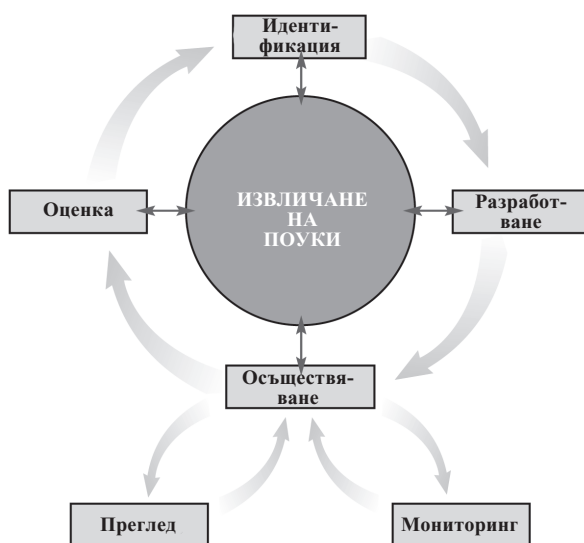 Иденти-
фикация
Оценка
ИЗВЛИЧАНЕ
НА
ПОУКИ
Разработ-
ване
Осъществя-
ване
Преглед
Мониторинг